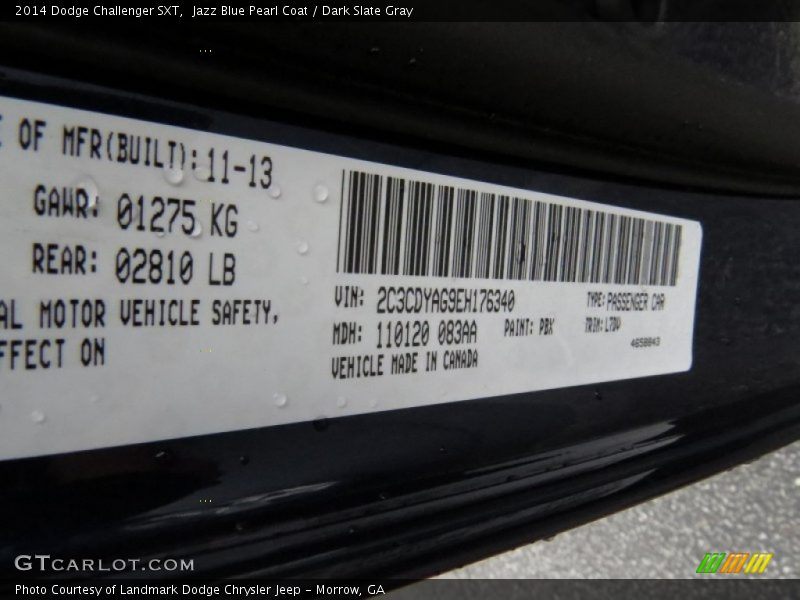 2014 Dodge Challenger SXT, Jazz Blue Pearl Coat / Dark Slate Gray
OF MFR(BUILT): 11-13
GAWR: 01275 KG
REAR: 02810 LB
AL MOTOR VEHICLE SAFETY,
FFECT ON
VIN: 2C3CDYAG9EH176340
TYPE: PASSENGER CAR
MDH: 110120 083AA
PAINT: PBX
TRIM: L7DV
VEHICLE MADE IN CANADA
4658843
GTCARLOT.COM
Photo Courtesy of Landmark Dodge Chrysler Jeep - Morrow, GA